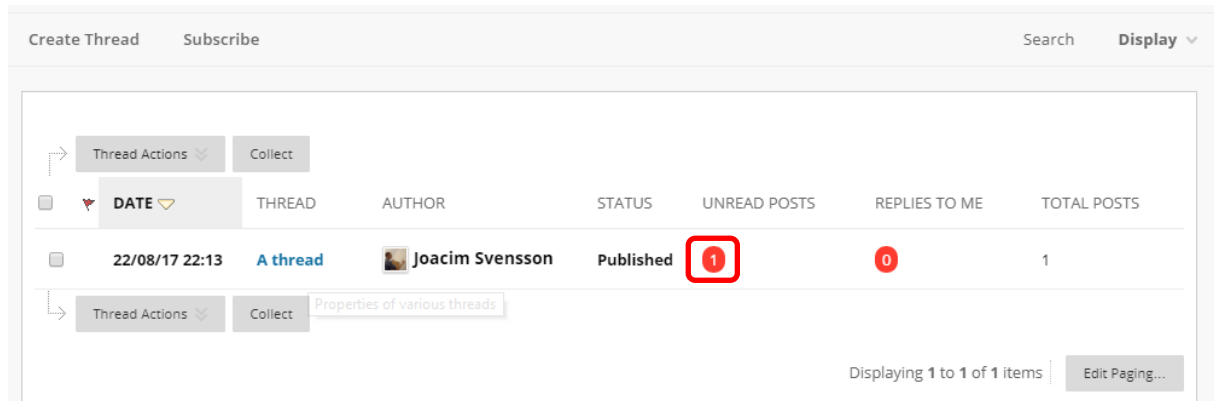 Create Thread Subscribe Search Display
Thread Actions Collect
DATE THREAD AUTHOR STATUS UNREAD POSTS REPLIES TO ME TOTAL POSTS
22/08/17 22:13 A thread Joacim Svensson Published 1 0 1
Properties of various threads
Thread Actions Collect
Displaying 1 to 1 of 1 items Edit Paging...